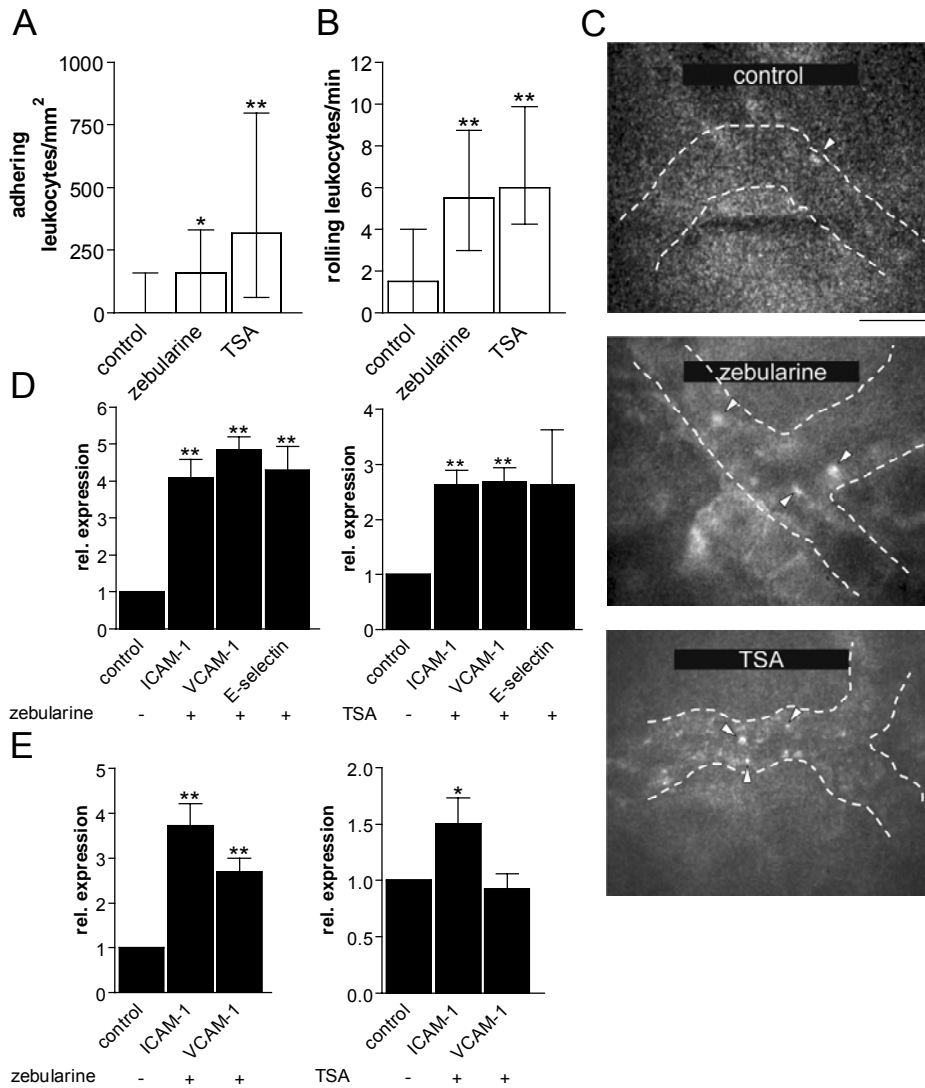 A
adhering
leukocytes/mm2
1000
750
500
250
0
*
**
control
zebularine
TSA
B
rolling leukocytes/min
12
10
8
6
4
2
0
**
**
control
zebularine
TSA
C
control
zebularine
TSA
D
rel. expression
6
5
4
3
2
1
0
**
**
**
control
ICAM-1
VCAM-1
E-selectin
zebularine - + + +
rel. expression
4
3
2
1
0
**
**
control
ICAM-1
VCAM-1
E-selectin
TSA - + + +
E
rel. expression
5
4
3
2
1
0
**
**
control
ICAM-1
VCAM-1
zebularine - + +
rel. expression
2.0
1.5
1.0
0.5
0.0
*
control
ICAM-1
VCAM-1
TSA - + +